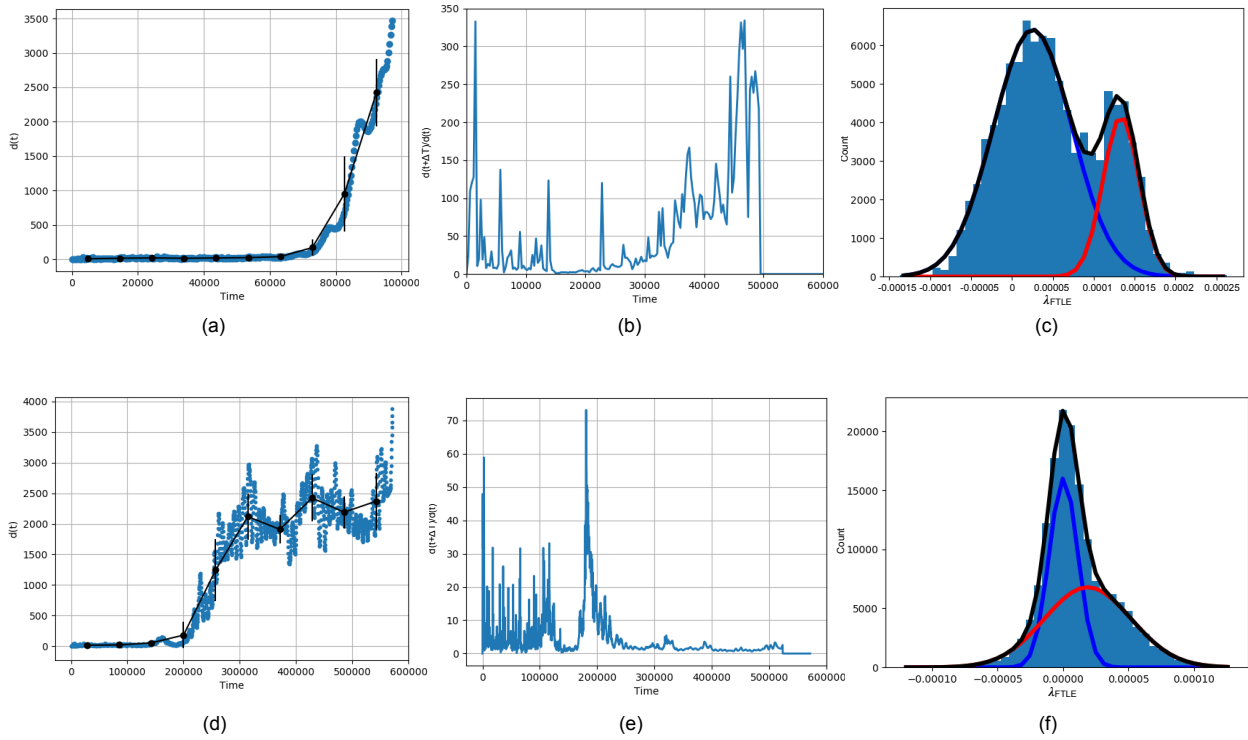 3500
3000
2500
2000
1500
1000
500
0
d(t)
0 20000 40000 60000 80000 100000
Time
(a)
350
300
250
200
150
100
50
0
d(t+ΔT)/d(t)
0 10000 20000 30000 40000 50000 60000
Time
(b)
6000
5000
4000
3000
2000
1000
0
Count
-0.00015 -0.0001 -0.00005 0 0.00005 0.0001 0.00015 0.0002 0.00025
λFTLE
(c)
4000
3500
3000
2500
2000
1500
1000
500
0
d(t)
0 100000 200000 300000 400000 500000 600000
Time
(d)
70
60
50
40
30
20
10
0
d(t+ΔT)/d(t)
0 100000 200000 300000 400000 500000 600000
Time
(e)
20000
15000
10000
5000
0
Count
−0.00010 −0.00005 0.00000 0.00005 0.00010
λFTLE
(f)